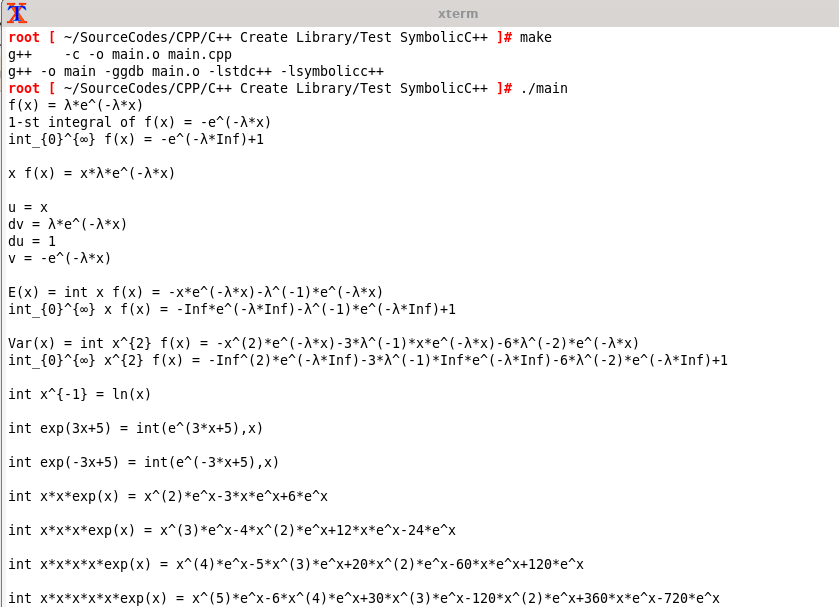 xterm
root [ ~/SourceCodes/CPP/C++ Create Library/Test SymbolicC++ ]# make
g++    -c -o main.o main.cpp
g++ -o main -ggdb main.o -lstdc++ -lsymbolicc++
root [ ~/SourceCodes/CPP/C++ Create Library/Test SymbolicC++ ]# ./main
f(x) = λ*e^(-λ*x)
1-st integral of f(x) = -e^(-λ*x)
int_{0}^{∞} f(x) = -e^(-λ*Inf)+1
x f(x) = x*λ*e^(-λ*x)
u = x
dv = λ*e^(-λ*x)
du = 1
v = -e^(-λ*x)
E(x) = int x f(x) = -x*e^(-λ*x)-λ^(-1)*e^(-λ*x)
int_{0}^{∞} x f(x) = -Inf*e^(-λ*Inf)-λ^(-1)*e^(-λ*Inf)+1
Var(x) = int x^{2} f(x) = -x^(2)*e^(-λ*x)-3*λ^(-1)*x*e^(-λ*x)-6*λ^(-2)*e^(-λ*x)
int_{0}^{∞} x^{2} f(x) = -Inf^(2)*e^(-λ*Inf)-3*λ^(-1)*Inf*e^(-λ*Inf)-6*λ^(-2)*e^(-λ*Inf)+1
int x^{-1} = ln(x)
int exp(3x+5) = int(e^(3*x+5),x)
int exp(-3x+5) = int(e^(-3*x+5),x)
int x*x*exp(x) = x^(2)*e^x-3*x*e^x+6*e^x
int x*x*x*exp(x) = x^(3)*e^x-4*x^(2)*e^x+12*x*e^x-24*e^x
int x*x*x*x*exp(x) = x^(4)*e^x-5*x^(3)*e^x+20*x^(2)*e^x-60*x*e^x+120*e^x
int x*x*x*x*x*exp(x) = x^(5)*e^x-6*x^(4)*e^x+30*x^(3)*e^x-120*x^(2)*e^x+360*x*e^x-720*e^x